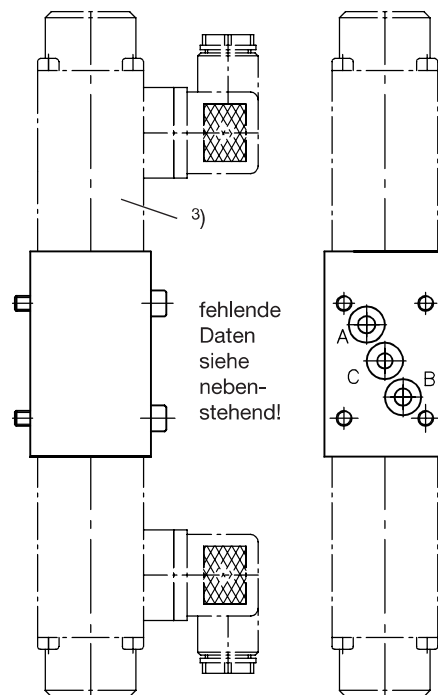 3)
fehlende
Daten
siehe
neben-
stehend!
A
C
B